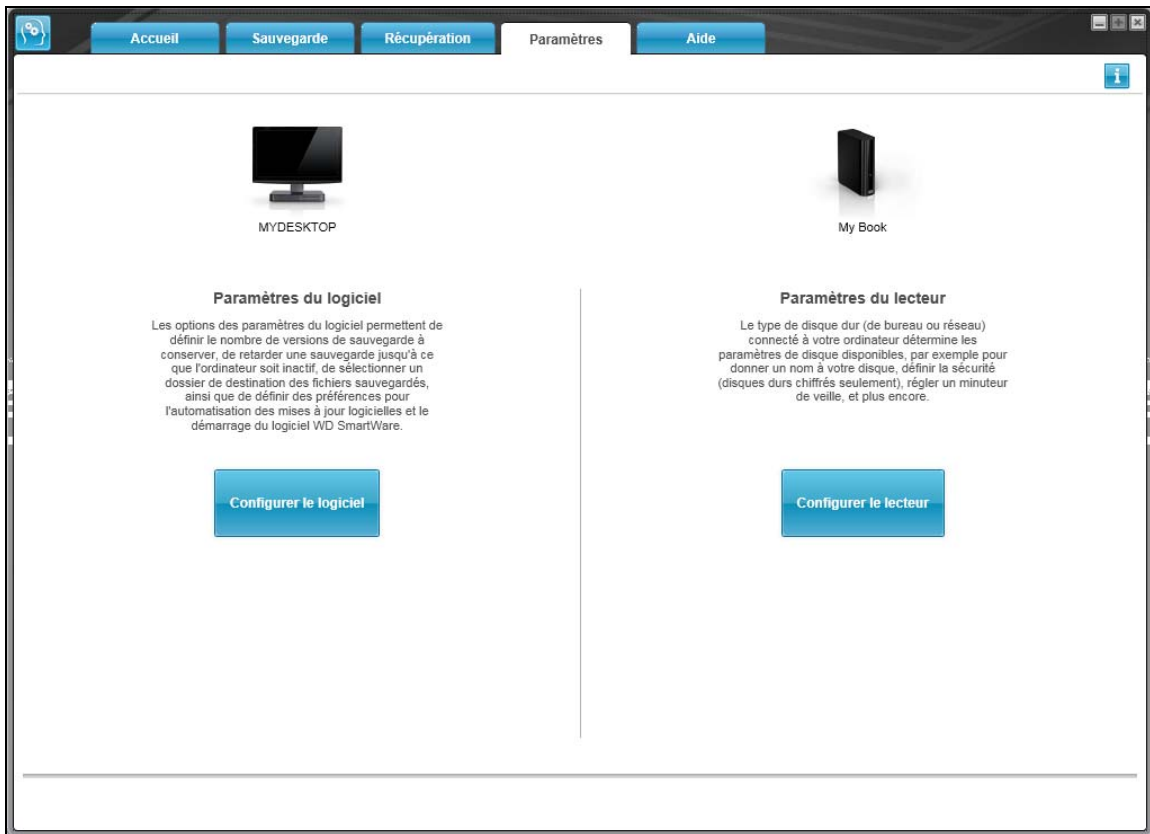 Accueil
Sauvegarde
Récupération
Paramètres
Aide
MYDESKTOP
My Book
Paramètres du logiciel
Les options des paramètres du logiciel permettent de
définir le nombre de versions de sauvegarde à
conserver, de retarder une sauvegarde jusqu'à ce
que l'ordinateur soit inactif, de sélectionner un
dossier de destination des fichiers sauvegardés,
ainsi que de définir des préférences pour
l'automatisation des mises à jour logicielles et le
démarrage du logiciel WD SmartWare.
Configurer le logiciel
Paramètres du lecteur
Le type de disque dur (de bureau ou réseau)
connecté à votre ordinateur détermine les
paramètres de disque disponibles, par exemple pour
donner un nom à votre disque, définir la sécurité
(disques durs chiffrés seulement), régler un minuteur
de veille, et plus encore.
Configurer le lecteur